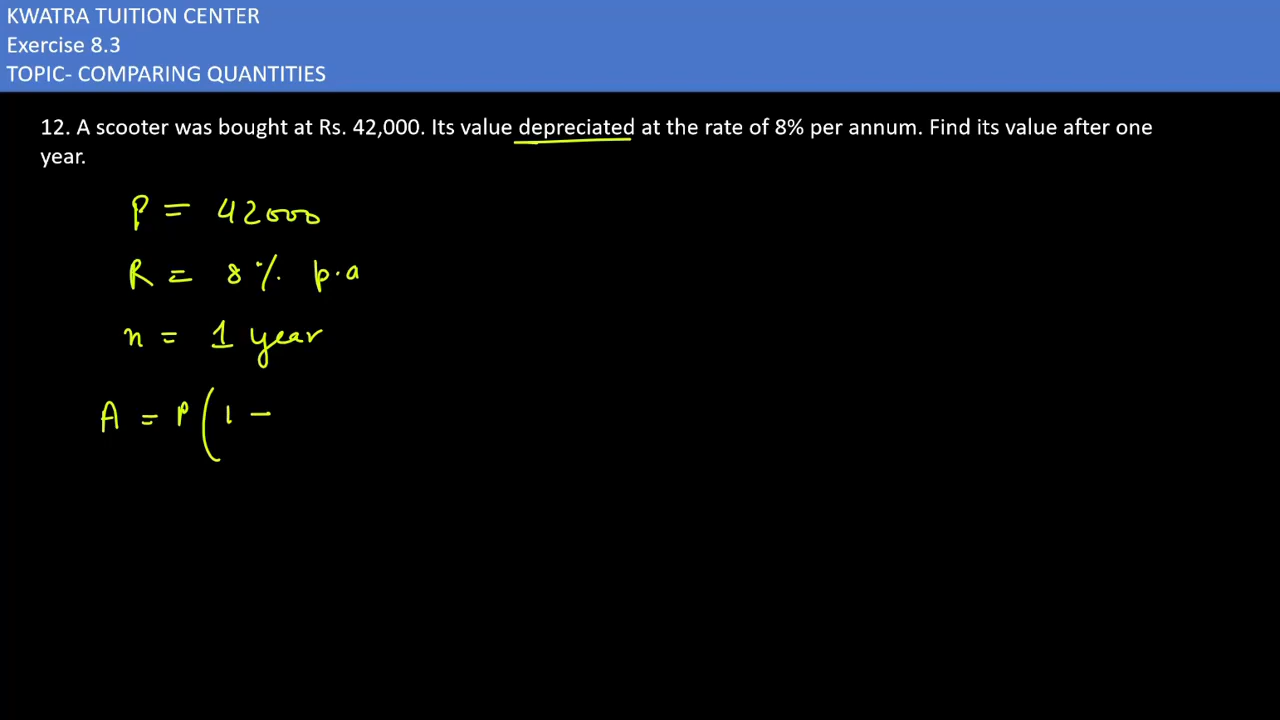 KWATRA TUITION CENTER
Exercise 8.3
TOPIC- COMPARING QUANTITIES
12. A scooter was bought at Rs. 42,000. Its value depreciated at the rate of 8% per annum. Find its value after one
year.
P = 42000
R = 8% p.a
n = 1 year
A = P ( 1 -